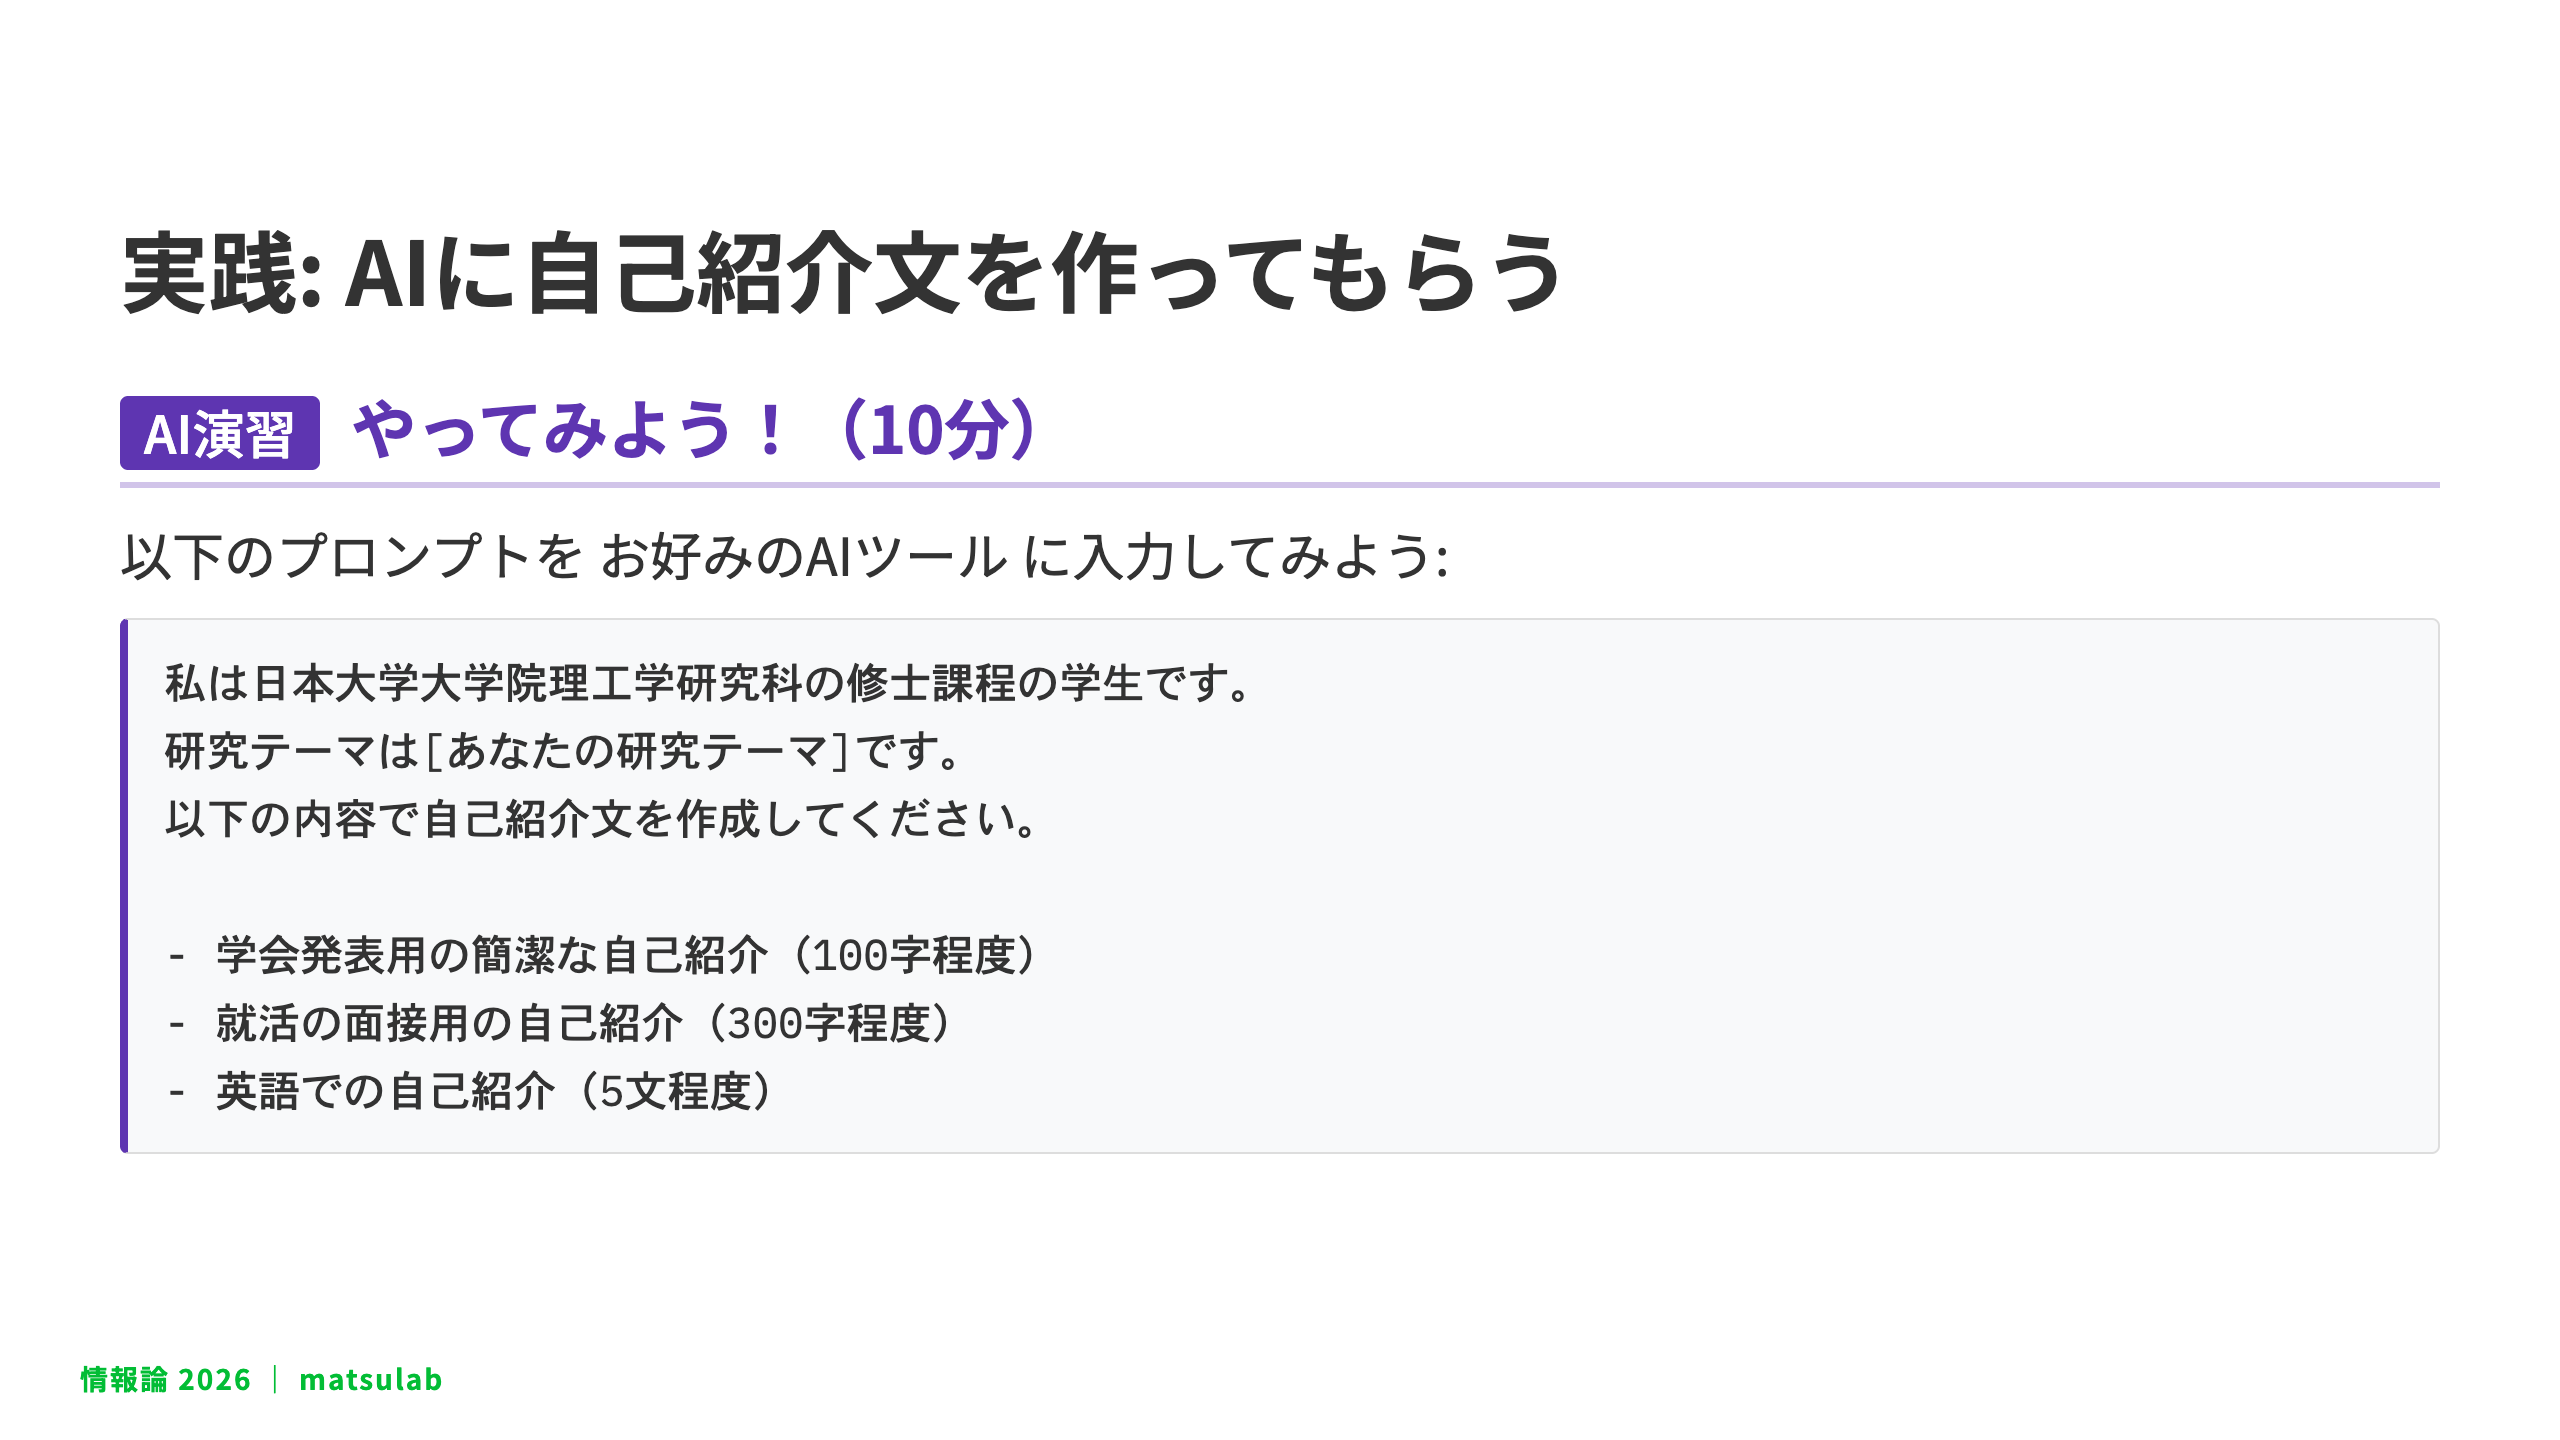 実践: AIに自己紹介文を作ってもらう
AI演習 やってみよう！（10分）
以下のプロンプトを お好みのAIツール に入力してみよう:
私は日本大学大学院理工学研究科の修士課程の学生です。
研究テーマは[あなたの研究テーマ]です。
以下の内容で自己紹介文を作成してください。
- 学会発表用の簡潔な自己紹介（100字程度）
- 就活の面接用の自己紹介（300字程度）
- 英語での自己紹介（5文程度）
情報論 2026 ｜ matsulab